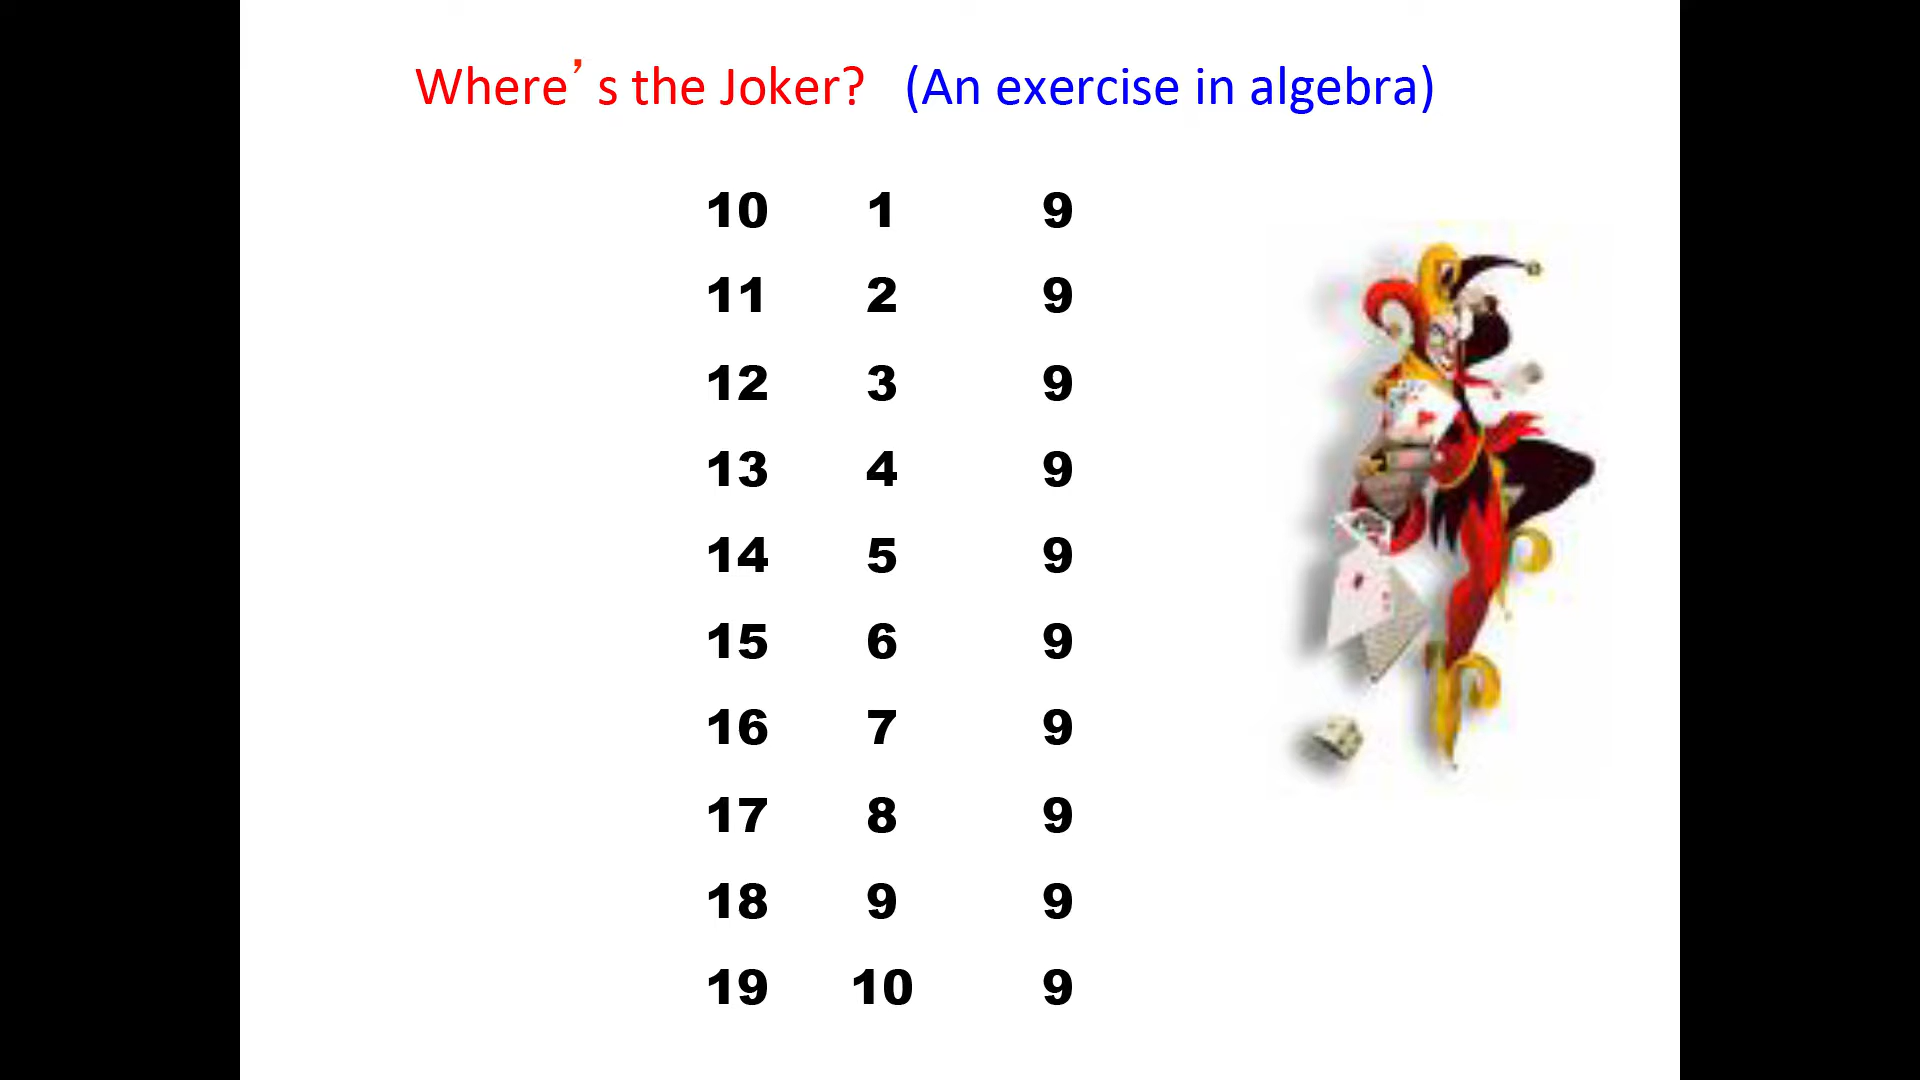 Where’s the Joker? (An exercise in algebra)
10 1 9
11 2 9
12 3 9
13 4 9
14 5 9
15 6 9
16 7 9
17 8 9
18 9 9
19 10 9